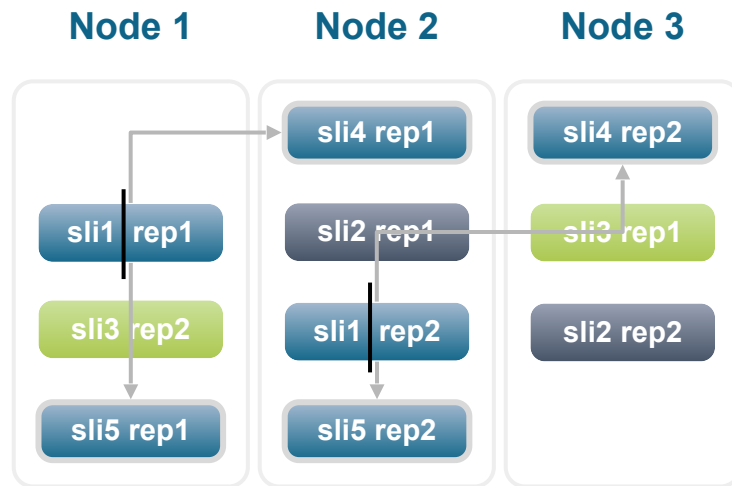 Node 1
Node 2
Node 3
sli4 rep1
sli4 rep2
sli1 rep1
sli2 rep1
sli3 rep1
sli3 rep2
sli1 rep2
sli2 rep2
sli5 rep1
sli5 rep2